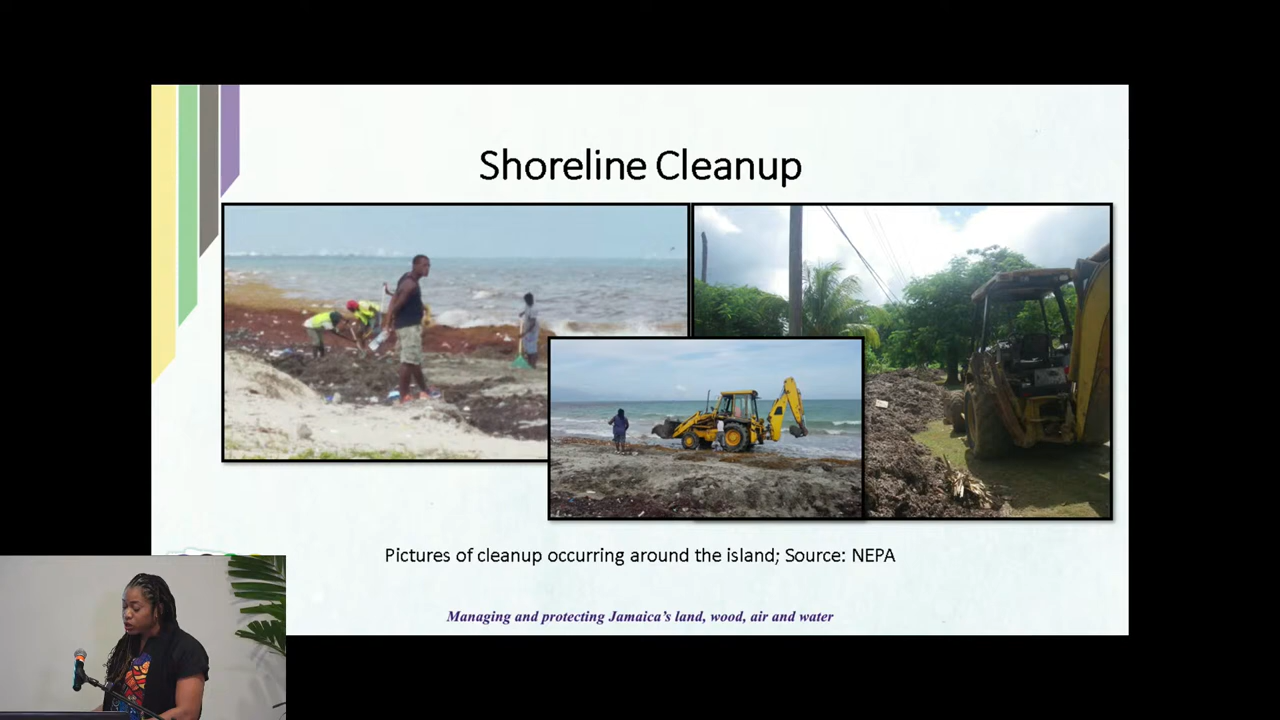 Shoreline Cleanup
Pictures of cleanup occurring around the island; Source: NEPA
Managing and protecting Jamaica's land, wood, air and water